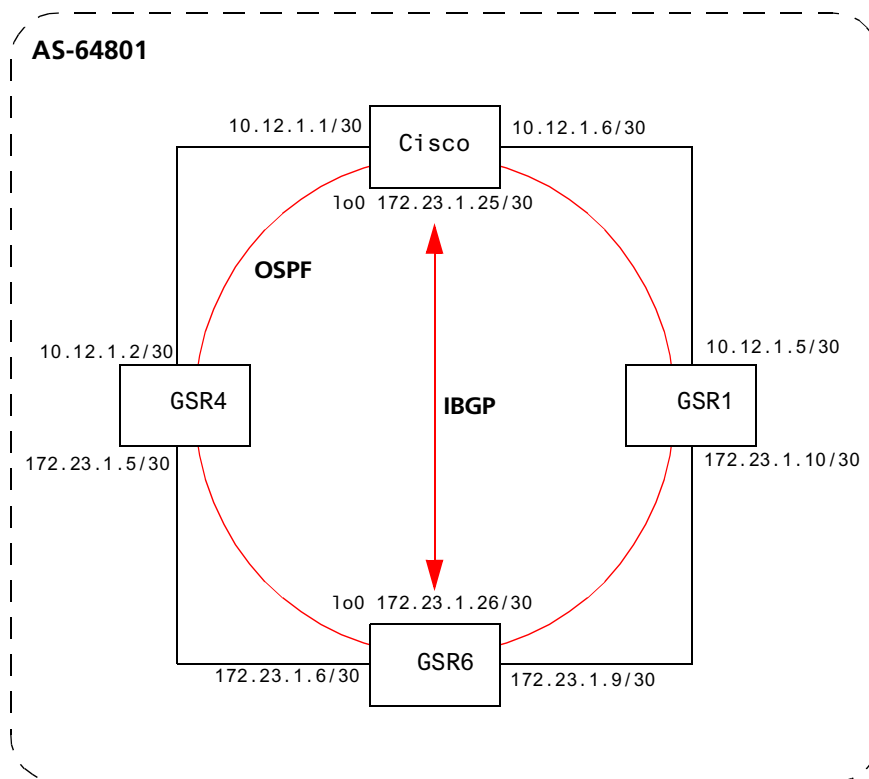 AS-64801
10.12.1.1/30
10.12.1.6/30
Cisco
lo0 172.23.1.25/30
OSPF
10.12.1.2/30
10.12.1.5/30
GSR4
IBGP
GSR1
172.23.1.5/30
172.23.1.10/30
lo0 172.23.1.26/30
GSR6
172.23.1.6/30
172.23.1.9/30